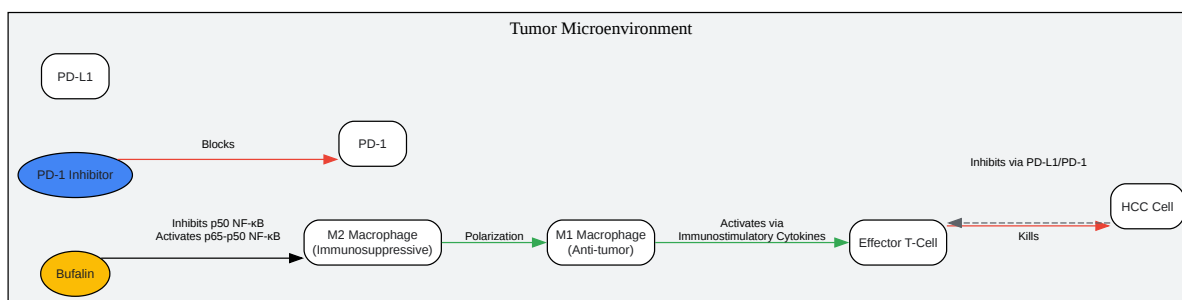 Tumor Microenvironment
PD-L1
Blocks
PD-1
PD-1 Inhibitor
Inhibits via PD-L1/PD-1
HCC Cell
Inhibits p50 NF-κB
Activates p65-p50 NF-κB
M2 Macrophage
(Immunosuppressive)
Polarization
M1 Macrophage
(Anti-tumor)
Activates via
Immunostimulatory Cytokines
Effector T-Cell
Kills
Bufalin